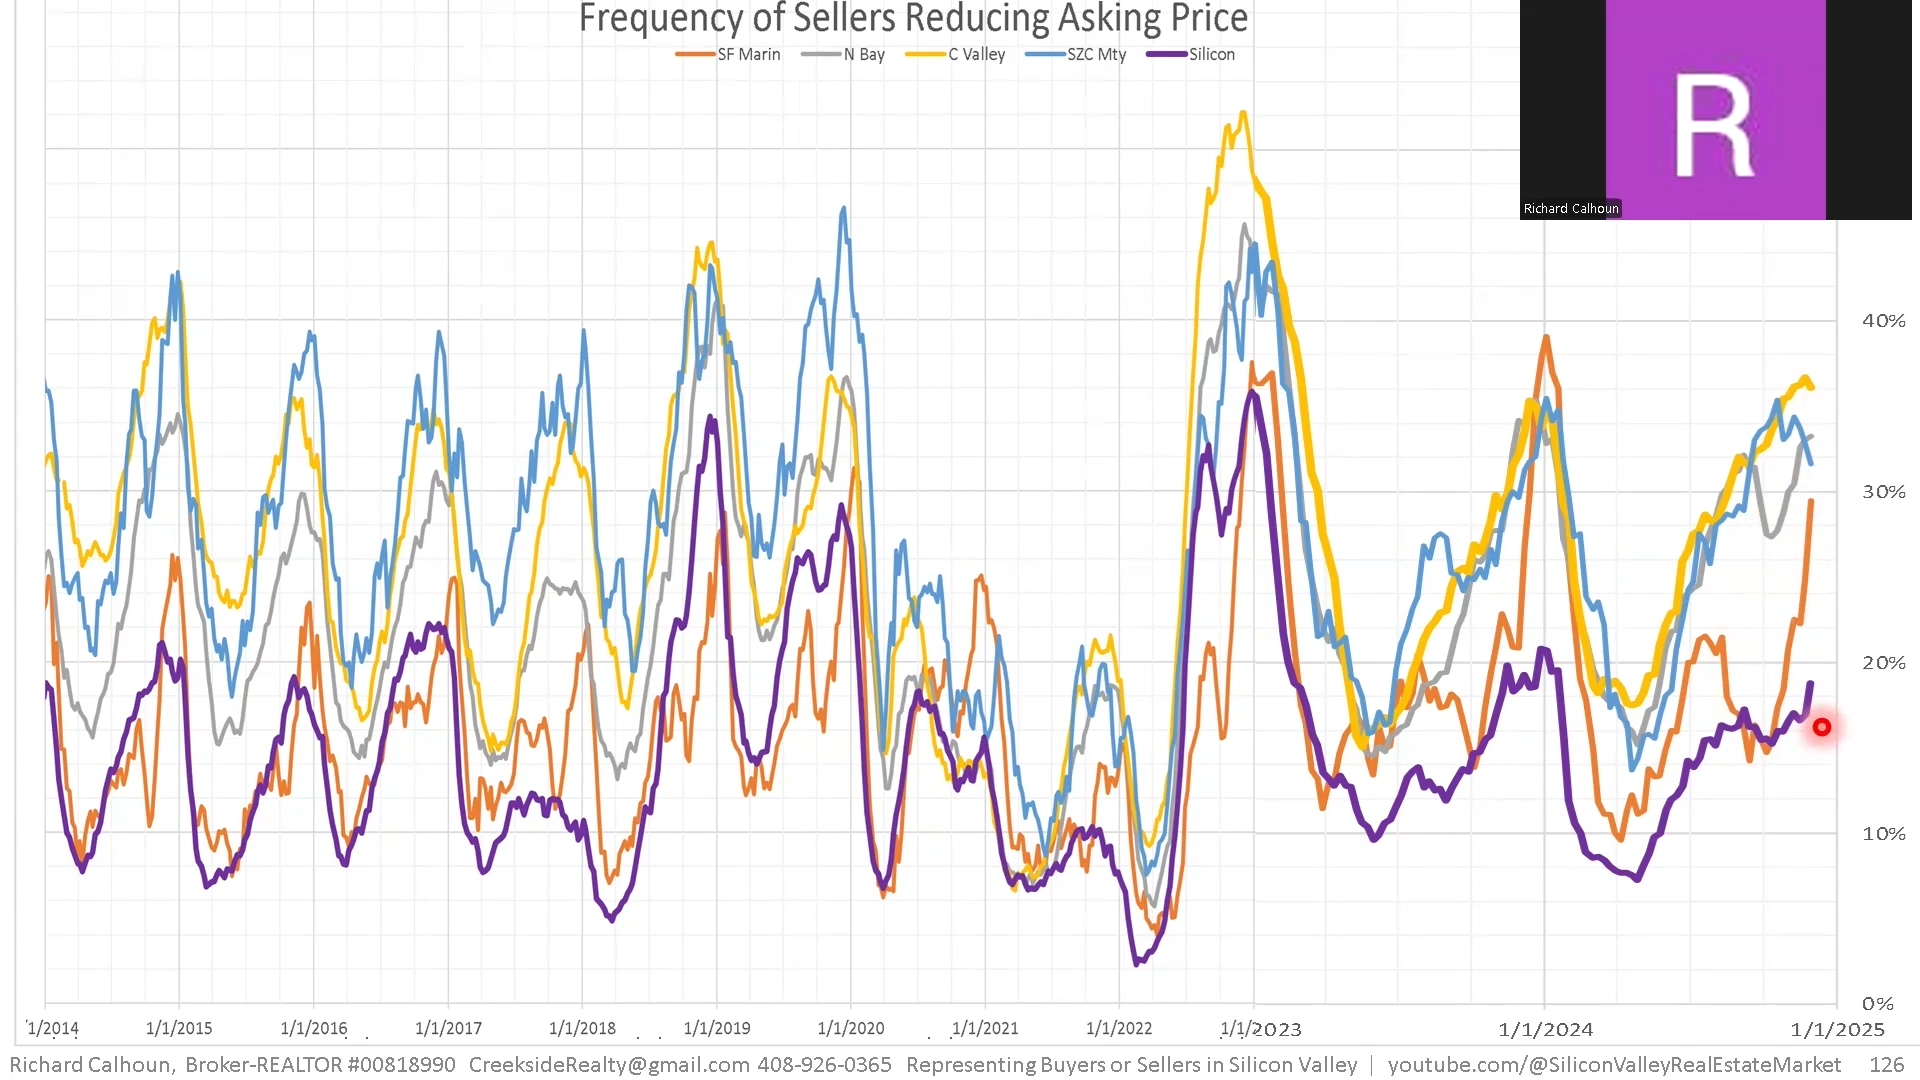 Frequency of Sellers Reducing Asking Price
SF Marin N Bay C Valley SZC Mty Silicon
R
Richard Calhoun
40%
30%
20%
10%
0%
1/1/2014 1/1/2015 1/1/2016 1/1/2017 1/1/2018 1/1/2019 1/1/2020 1/1/2021 1/1/2022 1/1/2023 1/1/2024 1/1/2025
Richard Calhoun, Broker-REALTOR #00818990 CreeksideRealty@gmail.com 408-926-0365 Representing Buyers or Sellers in Silicon Valley | youtube.com/@SiliconValleyRealEstateMarket 126